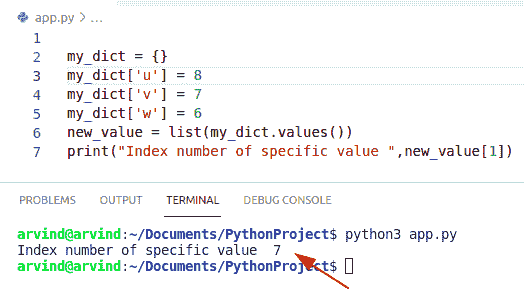 app.py > ...
1
2 my_dict = {}
3 my_dict['u'] = 8
4 my_dict['v'] = 7
5 my_dict['w'] = 6
6 new_value = list(my_dict.values())
7 print("Index number of specific value ",new_value[1])
PROBLEMS OUTPUT TERMINAL DEBUG CONSOLE
arvind@arvind:~/Documents/PythonProject$ python3 app.py
Index number of specific value  7
arvind@arvind:~/Documents/PythonProject$